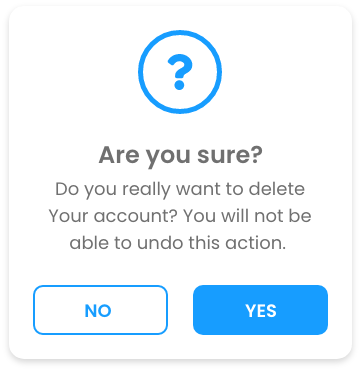 ?
Are you sure?
Do you really want to delete
Your account? You will not be
able to undo this action.
NO
YES